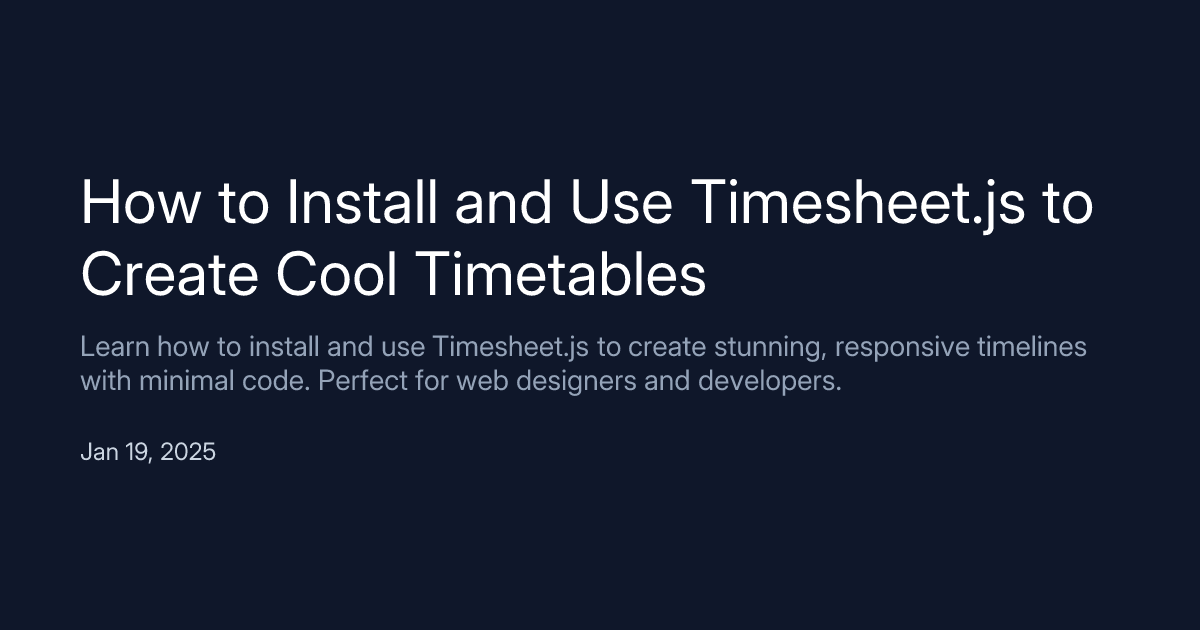 How to Install and Use Timesheet.js to
Create Cool Timetables
Learn how to install and use Timesheet.js to create stunning, responsive timelines
with minimal code. Perfect for web designers and developers.
Jan 19, 2025